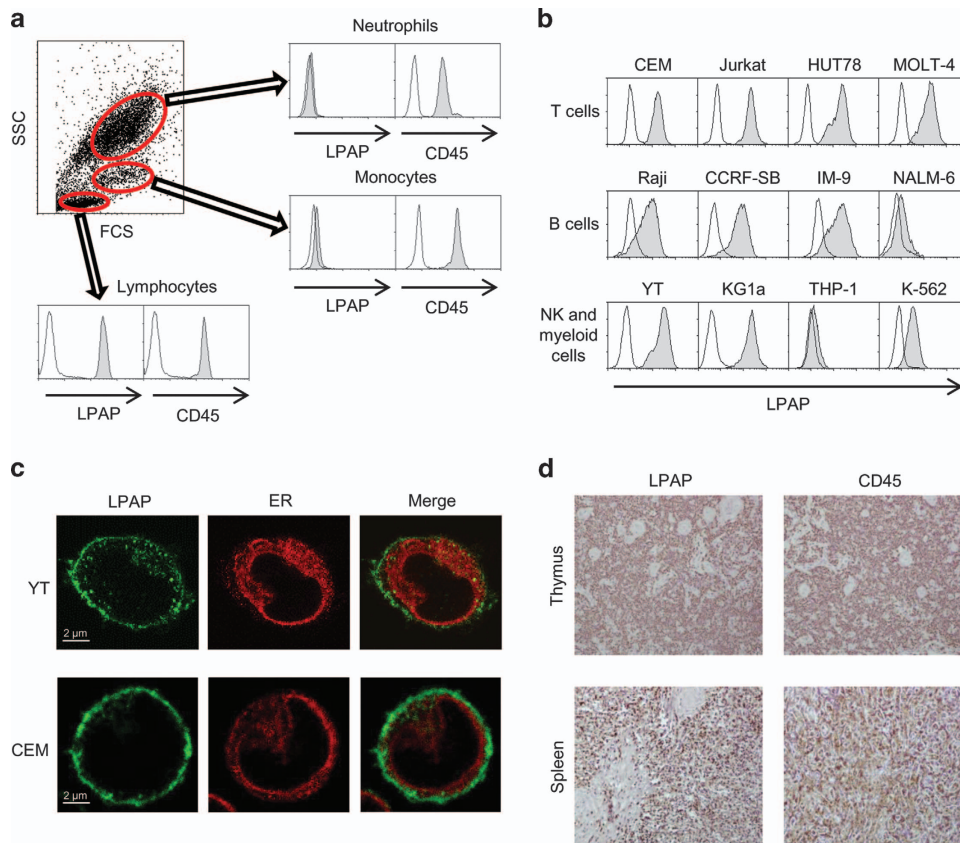 a
Neutrophils
SSC
FCS
LPAP
CD45
Monocytes
LPAP
CD45
Lymphocytes
LPAP
CD45
b
CEM
Jurkat
HUT78
MOLT-4
T cells
Raji
CCRF-SB
IM-9
NALM-6
B cells
YT
KG1a
THP-1
K-562
NK and
myeloid
cells
LPAP
c
LPAP
ER
Merge
YT
2 µm
CEM
2 µm
d
LPAP
CD45
Thymus
Spleen